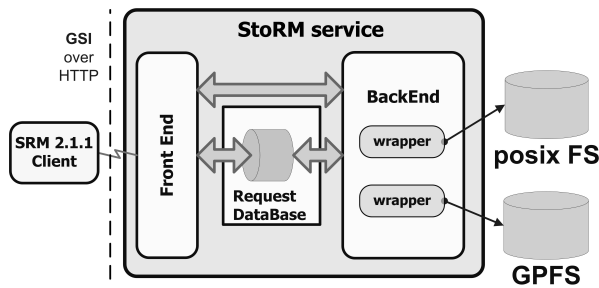 StoRM service
GSI
over
HTTP
SRM 2.1.1
Client
Front End
Request
DataBase
BackEnd
wrapper
wrapper
posix FS
GPFS